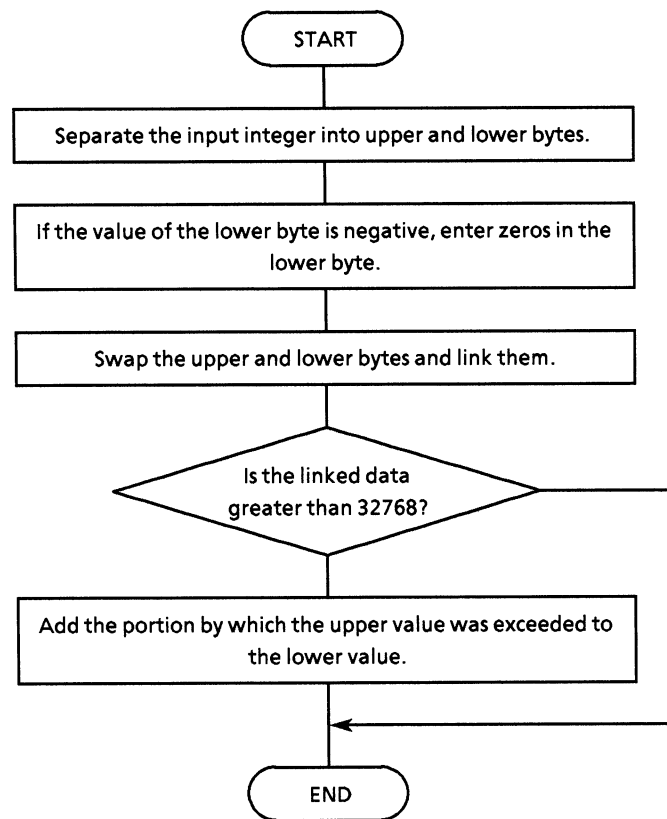 START
Separate the input integer into upper and lower bytes.
If the value of the lower byte is negative, enter zeros in the
lower byte.
Swap the upper and lower bytes and link them.
Is the linked data
greater than 32768?
Add the portion by which the upper value was exceeded to
the lower value.
END